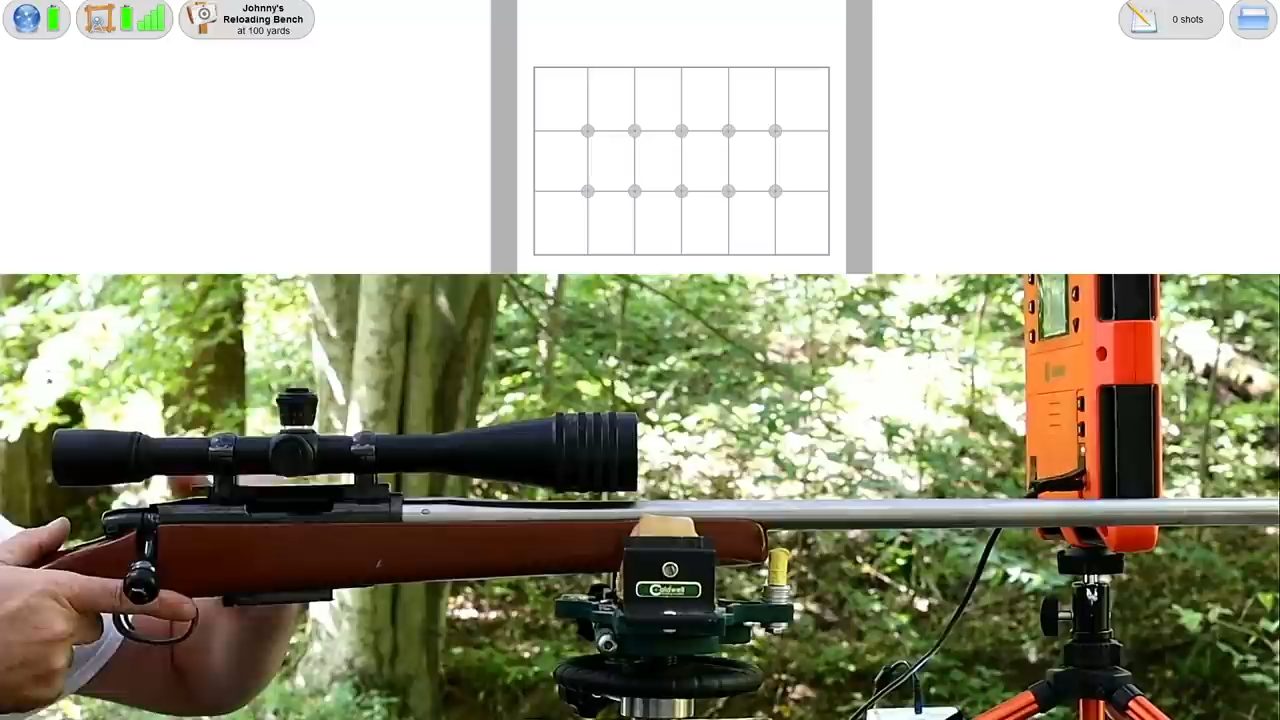 Johnny's
Reloading Bench
at 100 yards
0 shots
Caldwell